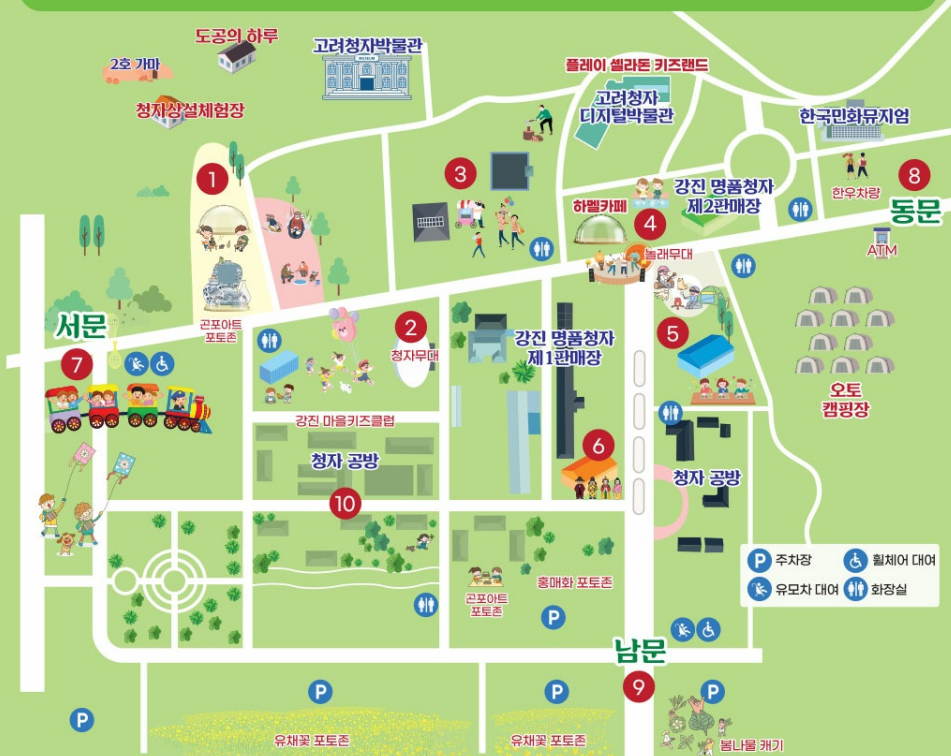 도공의 하루
2호 가마
고려청자박물관
MUSEUM
청자상설체험장
플레이 셀라돈 키즈랜드
고려청자
디지털박물관
한국민화뮤지엄
1
3
강진 명품청자
제2판매장
한우차량
8
동문
하멜카페
4
놀래무대
ATM
곤포아트
포토존
서문
7
2
청자무대
강진 명품청자
제1판매장
5
오토
캠핑장
강진 마을키즈클럽
청자 공방
6
청자 공방
10
P 주차장
휠체어 대여
유모차 대여
화장실
곤포아트
포토존
홍매화 포토존
P
남문
9
P
P
P
P
유채꽃 포토존
유채꽃 포토존
봄나물 캐기